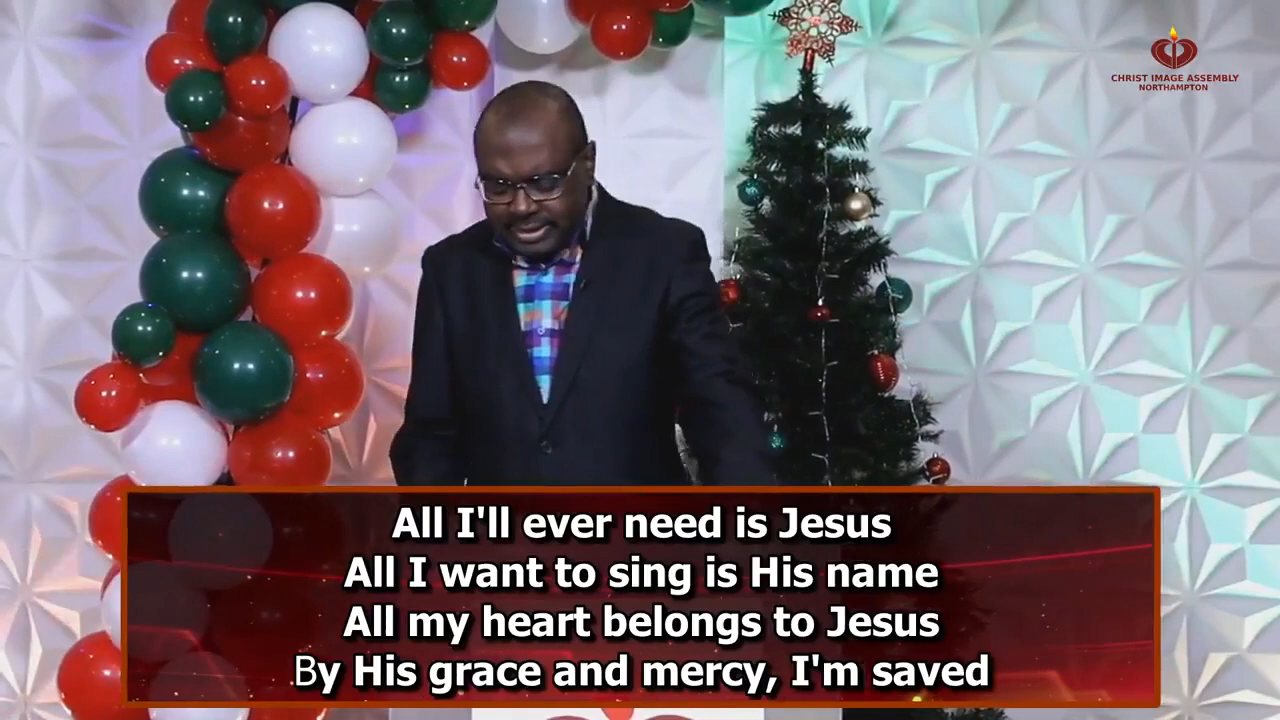 CHRIST IMAGE ASSEMBLY
NORTHAMPTON
All I'll ever need is Jesus
All I want to sing is His name
All my heart belongs to Jesus
By His grace and mercy, I'm saved